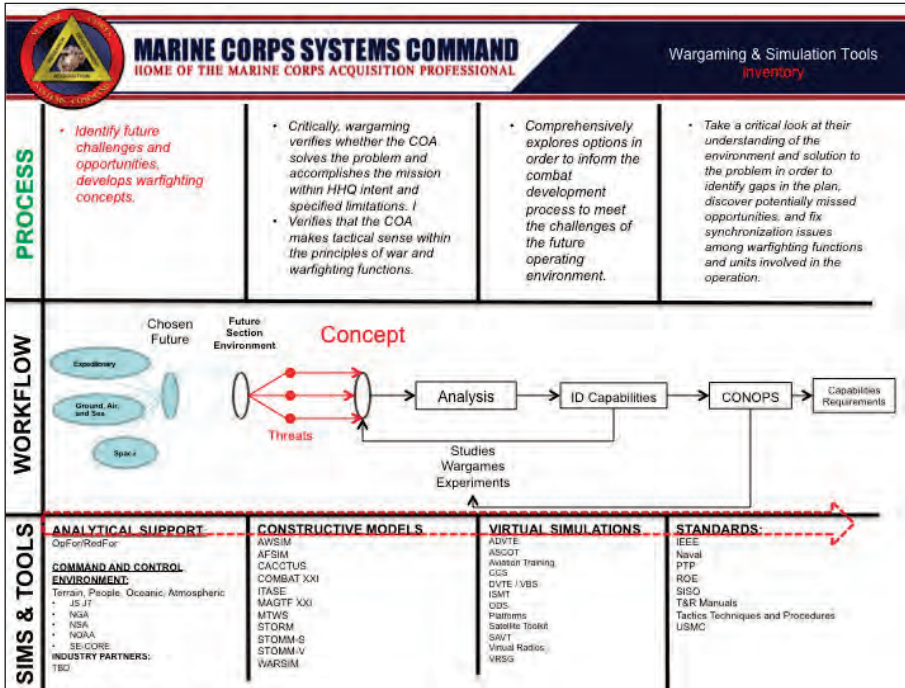 MARINE CORPS
ACQUISITION
SYSTEMS COMMAND
MARINE CORPS SYSTEMS COMMAND
HOME OF THE MARINE CORPS ACQUISITION PROFESSIONAL
Wargaming & Simulation Tools
Inventory
PROCESS
• Identify future
challenges and
opportunities,
develops warfighting
concepts.
• Critically, wargaming
verifies whether the COA
solves the problem and
accomplishes the mission
within HHQ intent and
specified limitations. I
• Verifies that the COA
makes tactical sense within
the principles of war and
warfighting functions.
• Comprehensively
explores options in
order to inform the
combat
development
process to meet
the challenges of
the future
operating
environment.
• Take a critical look at their
understanding of the
environment and solution to
the problem in order to
identify gaps in the plan,
discover potentially missed
opportunities, and fix
synchronization issues
among warfighting functions
and units involved in the
operation.
WORKFLOW
Expeditionary
Ground, Air,
and Sea
Space
Chosen
Future
Future
Section
Environment
Concept
Threats
Analysis
ID Capabilities
CONOPS
Capabilities
Requirements
Studies
Wargames
Experiments
SIMS & TOOLS
ANALYTICAL SUPPORT:
OpFor/RedFor
COMMAND AND CONTROL
ENVIRONMENT:
Terrain, People, Oceanic, Atmospheric
• JS J7
• NGA
• NSA
• NOAA
• SE-CORE
INDUSTRY PARTNERS:
TBD
CONSTRUCTIVE MODELS
AWSIM
AFSIM
CACCTUS
COMBAT XXI
ITASE
MAGTF XXI
MTWS
STORM
STOMM-S
STOMM-V
WARSIM
VIRTUAL SIMULATIONS
ADVTE
ASCOT
Aviation Training
CCS
DVTE / VBS
ISMT
ODS
Platforms
Satellite Toolkit
SAVT
Virtual Radios
VRSG
STANDARDS:
IEEE
Naval
PTP
ROE
SISO
T&R Manuals
Tactics Techniques and Procedures
USMC